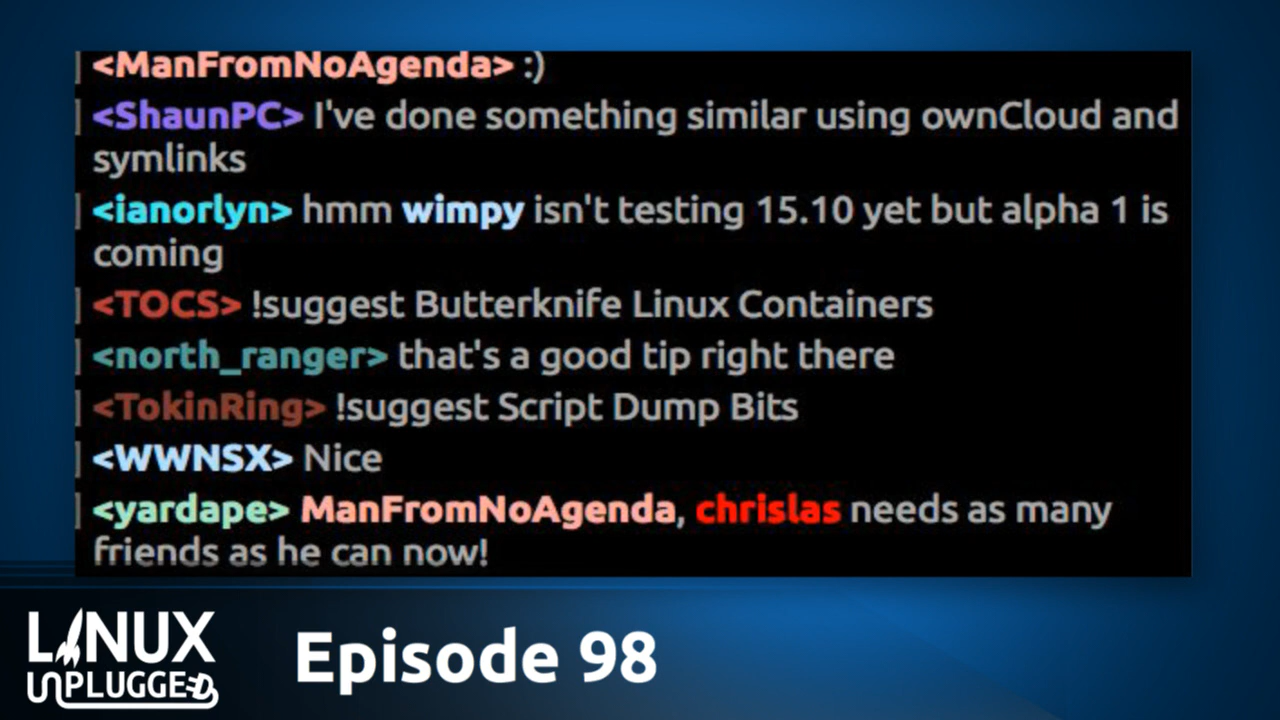 <ManFromNoAgenda> :)
<ShaunPC> I've done something similar using ownCloud and
symlinks
<ianorlyn> hmm wimpy isn't testing 15.10 yet but alpha 1 is
coming
<TOCS> !suggest Butterknife Linux Containers
<north_ranger> that's a good tip right there
<TokinRing> !suggest Script Dump Bits
<WWNSX> Nice
<yardape> ManFromNoAgenda, chrislas needs as many
friends as he can now!
LINUX
UNPLUGGED
Episode 98